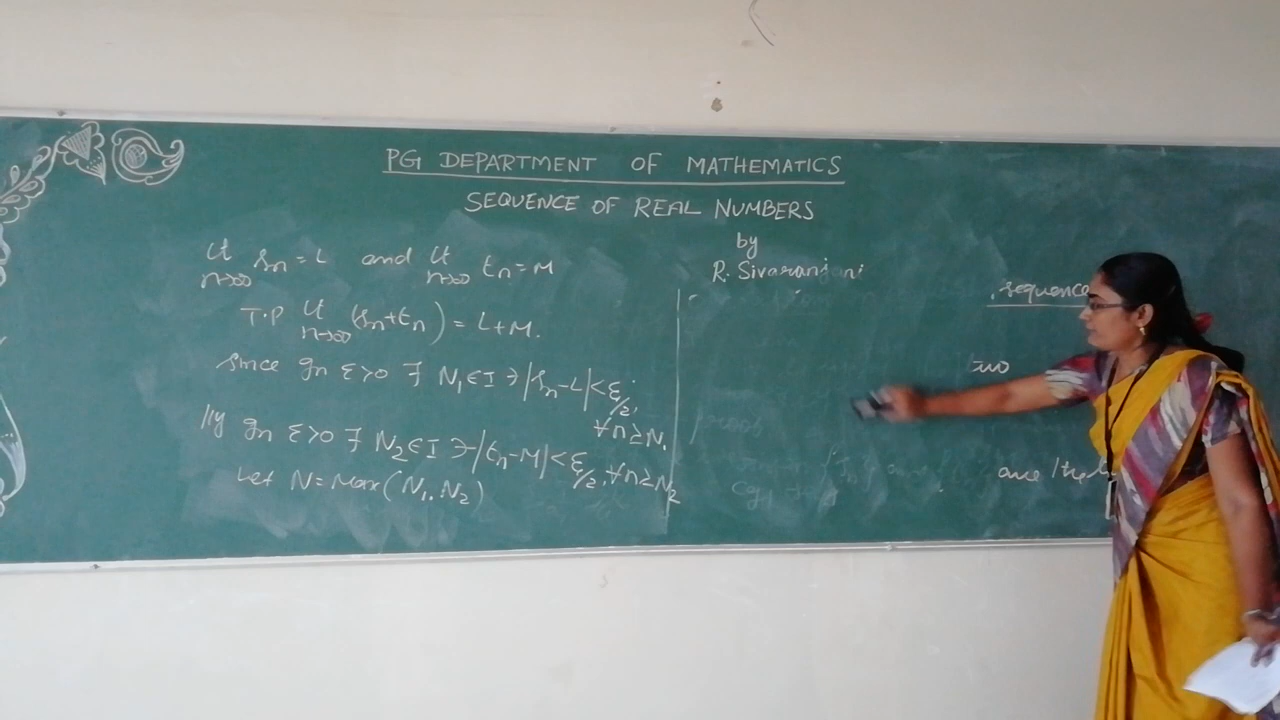 PG DEPARTMENT OF MATHEMATICS
SEQUENCE OF REAL NUMBERS
by
R. Sivaranjani
lt n→∞ sn = L and lt n→∞ tn = M
T.P lt n→∞ (sn+tn) = L+M.
Since gn ε>0 ∃ N1 ∈ I ∋ |sn-L| < ε/2,
∀ n ≥ N1
|||ly gn ε>0 ∃ N2 ∈ I ∋ |tn-M| < ε/2, ∀ n ≥ N2
Let N = Max(N1, N2)
sequence
two
proof
are the